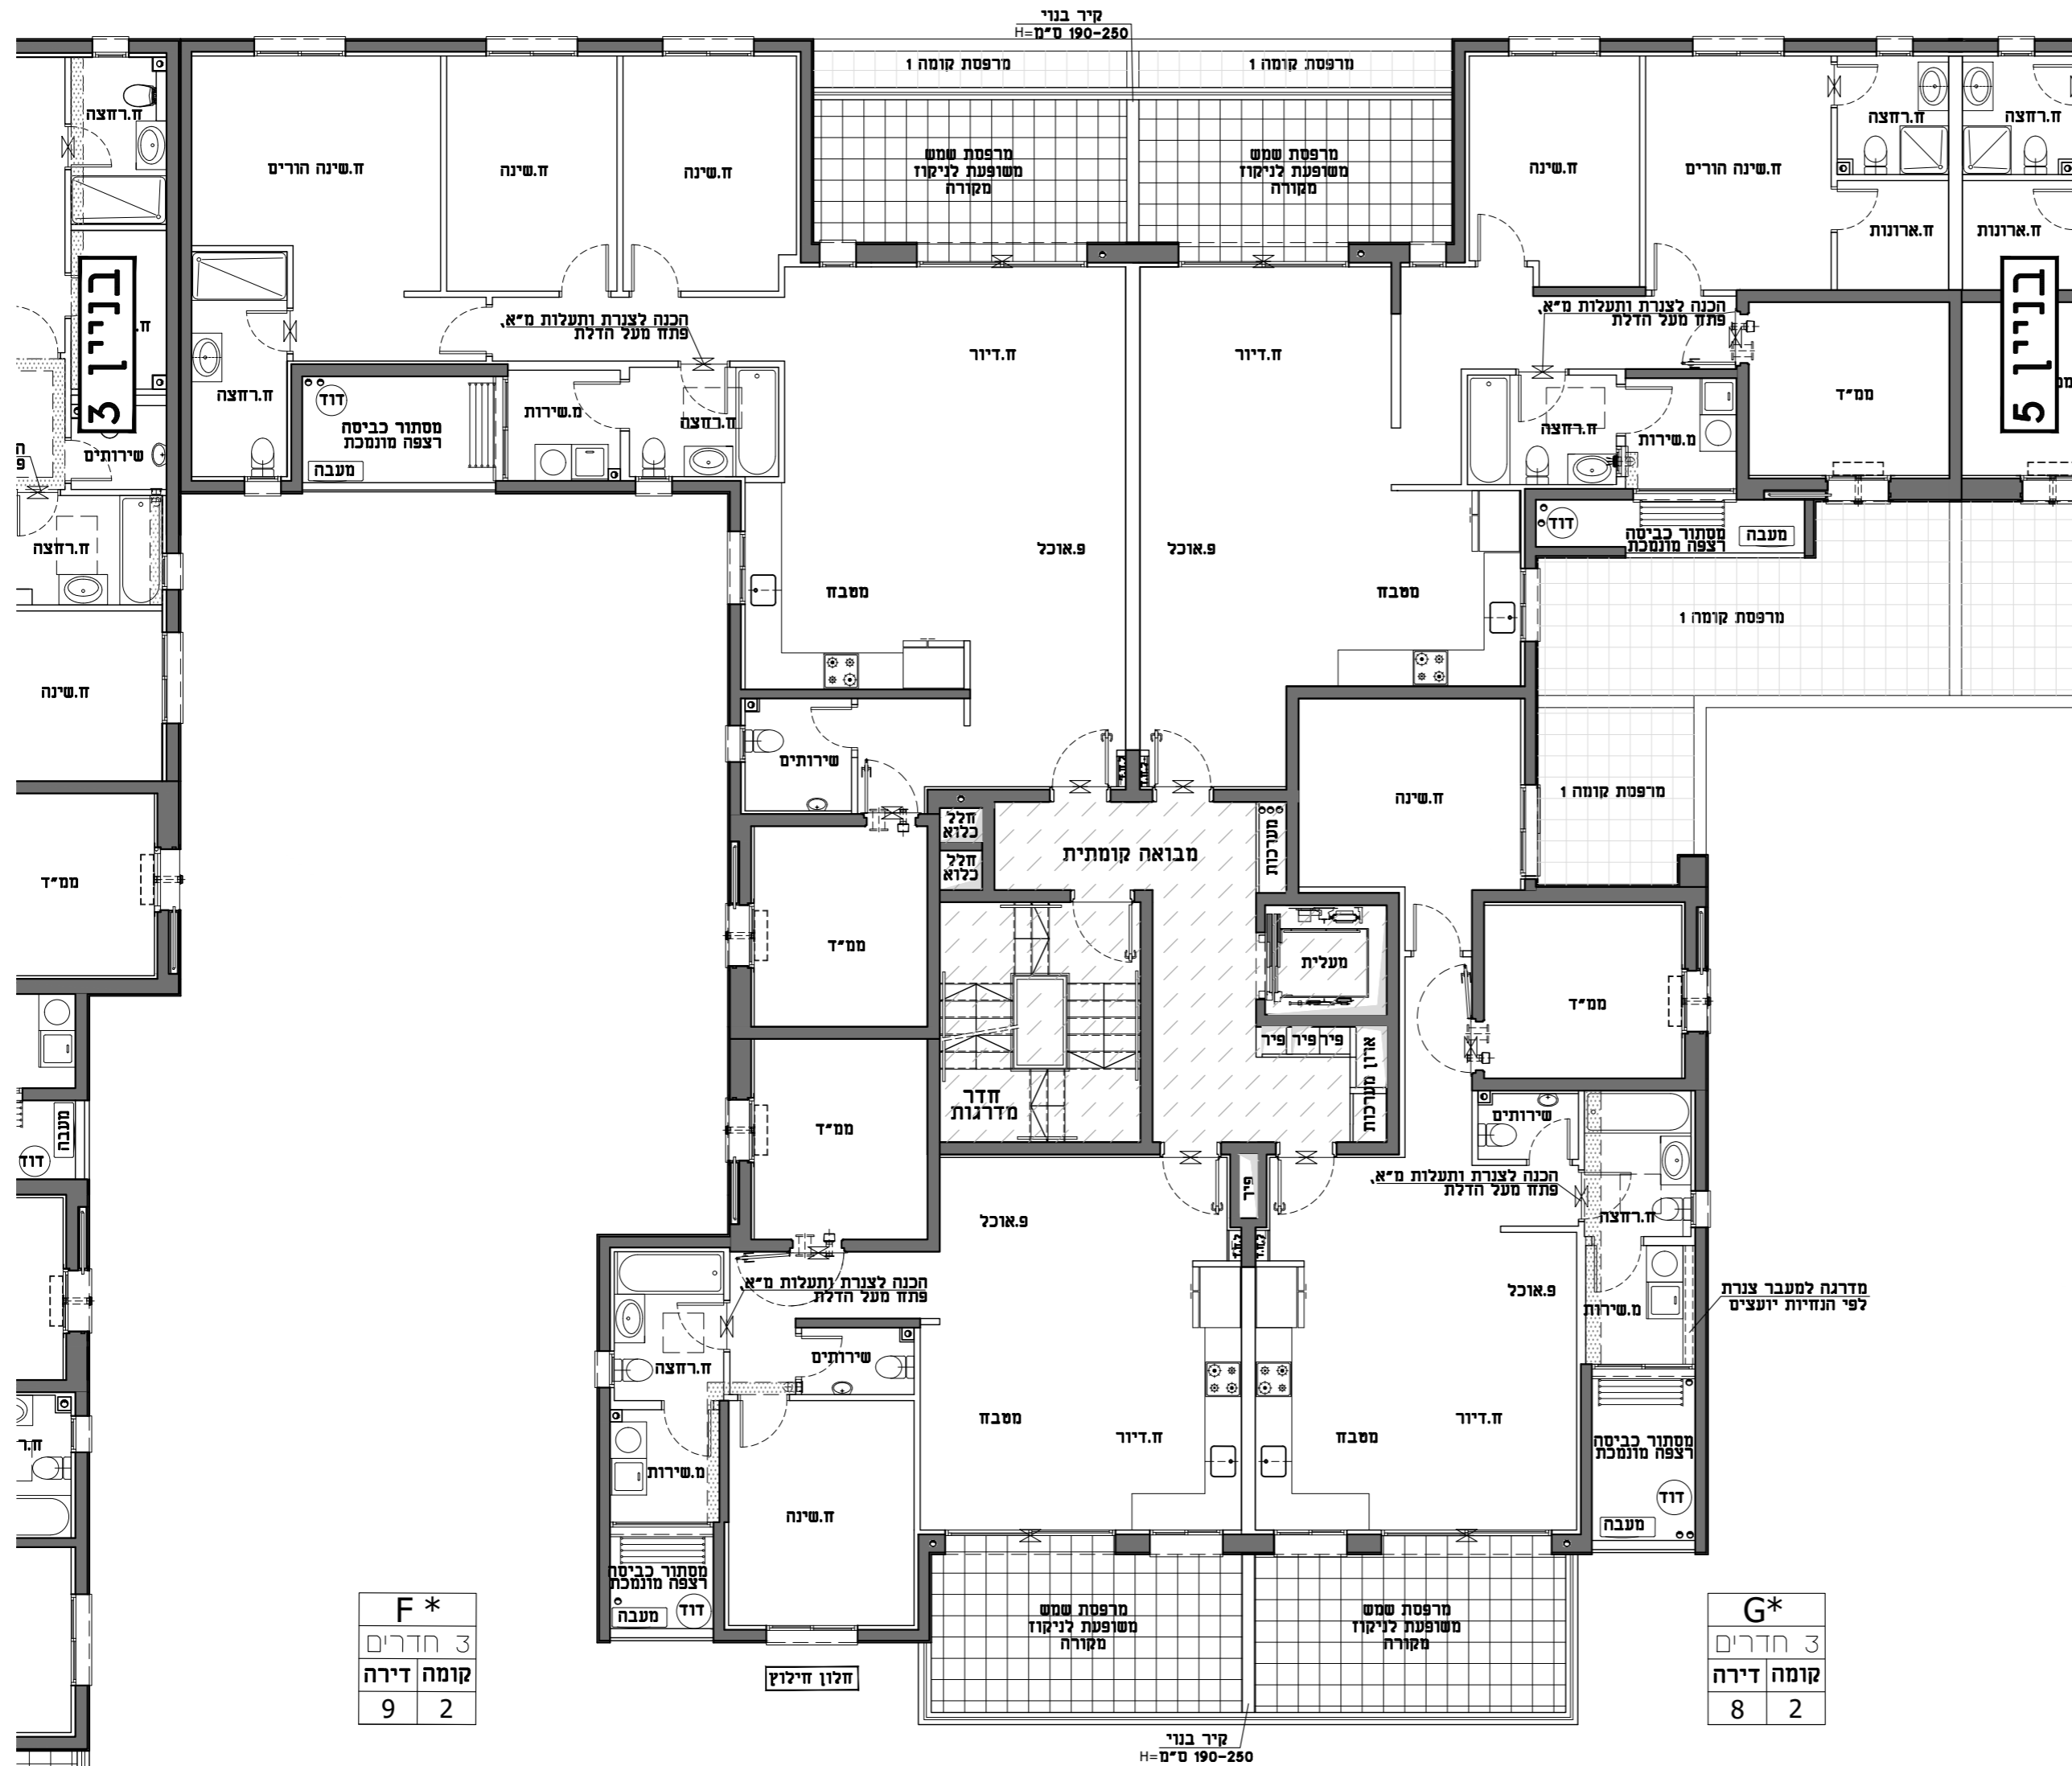 קיר בנוי
H=190-250 ס"מ
מרפסת קומה 1
מרפסת קומה 1
ח.רחצה
ח.שינה הורים
ח.שינה
ח.שינה
מרפסת שמש
משופעת לניקוז
מקורה
מרפסת שמש
משופעת לניקוז
מקורה
ח.שינה
ח.שינה הורים
ח.רחצה
ח.רחצה
ח.ארונות
ח.ארונות
בניין 3
בניין 5
הכנה לצנרת ותעלות מ"א,
פתח מעל הדלת
הכנה לצנרת ותעלות מ"א,
פתח מעל הדלת
ח.דיור
ח.דיור
ח.רחצה
דוד
מסתור כביסה
רצפה מונמכת
מעבה
מ.שירות
ח.רחצה
ח.רחצה
מ.שירות
ממ"ד
שירותים
ח.רחצה
פ.אוכל
פ.אוכל
דוד
מסתור כביסה
רצפה מונמכת
מעבה
מטבח
מטבח
מרפסת קומה 1
ח.שינה
שירותים
ח.שינה
מרפסת קומה 1
חלל
כלוא
חלל
כלוא
מבואה קומתית
מערכות
ממ"ד
ממ"ד
מעלית
ממ"ד
פיר
פיר
פיר
ארון מערכות
חדר
מדרגות
ממ"ד
מעבה
דוד
שירותים
הכנה לצנרת ותעלות מ"א,
פתח מעל הדלת
פיר
ח.רחצה
פ.אוכל
הכנה לצנרת ותעלות מ"א,
פתח מעל הדלת
פ.אוכל
מ.שירות
מדרגה למעבר צנרת
לפי הנחיות יועצים
ח.רחצה
שירותים
מטבח
ח.דיור
מטבח
ח.דיור
מ.שירות
ח.שינה
מסתור כביסה
רצפה מונמכת
דוד
מעבה
מסתור כביסה
רצפה מונמכת
מעבה
דוד
מרפסת שמש
משופעת לניקוז
מקורה
מרפסת שמש
משופעת לניקוז
מקורה
חלון חילוץ
F *
3 חדרים
קומה דירה
2 9
G*
3 חדרים
קומה דירה
2 8
קיר בנוי
H=190-250 ס"מ